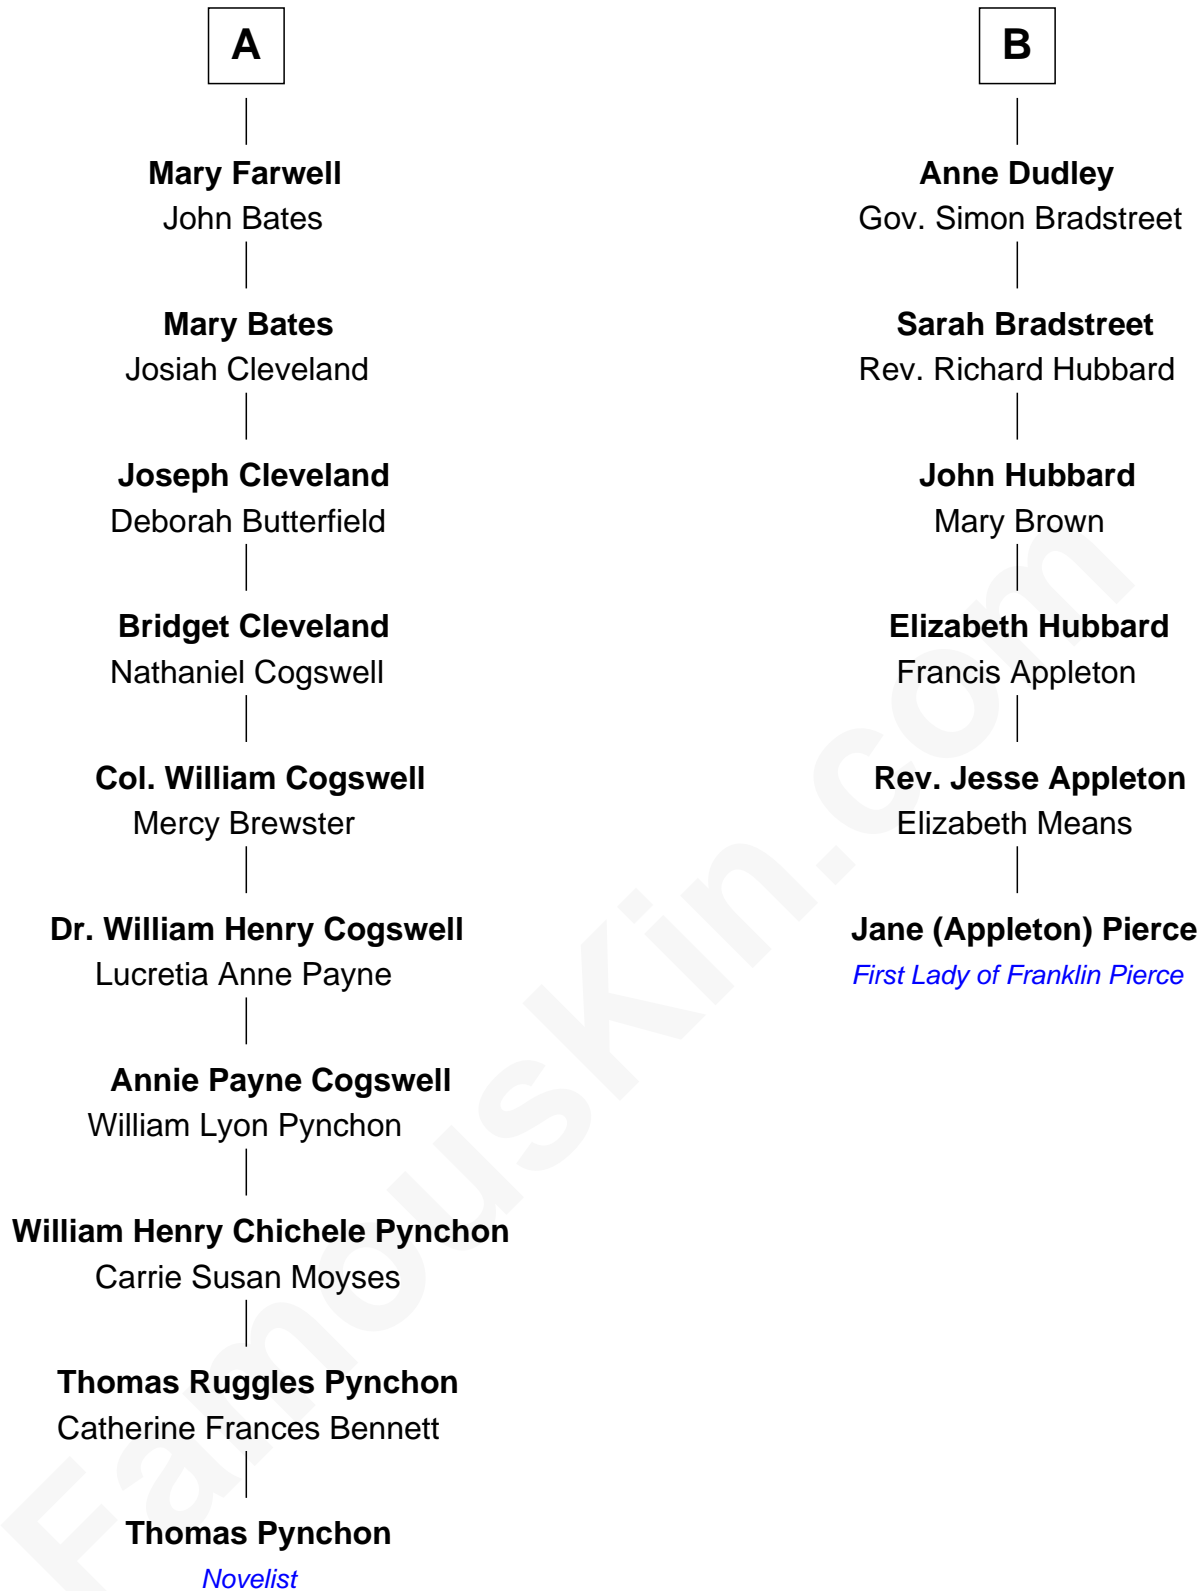 A
Mary Farwell
John Bates
Mary Bates
Josiah Cleveland
Joseph Cleveland
Deborah Butterfield
Bridget Cleveland
Nathaniel Cogswell
Col. William Cogswell
Mercy Brewster
Dr. William Henry Cogswell
Lucretia Anne Payne
Annie Payne Cogswell
William Lyon Pynchon
William Henry Chichele Pynchon
Carrie Susan Moyses
Thomas Ruggles Pynchon
Catherine Frances Bennett
Thomas Pynchon
Novelist
B
Anne Dudley
Gov. Simon Bradstreet
Sarah Bradstreet
Rev. Richard Hubbard
John Hubbard
Mary Brown
Elizabeth Hubbard
Francis Appleton
Rev. Jesse Appleton
Elizabeth Means
Jane (Appleton) Pierce
First Lady of Franklin Pierce
FamousKin.com